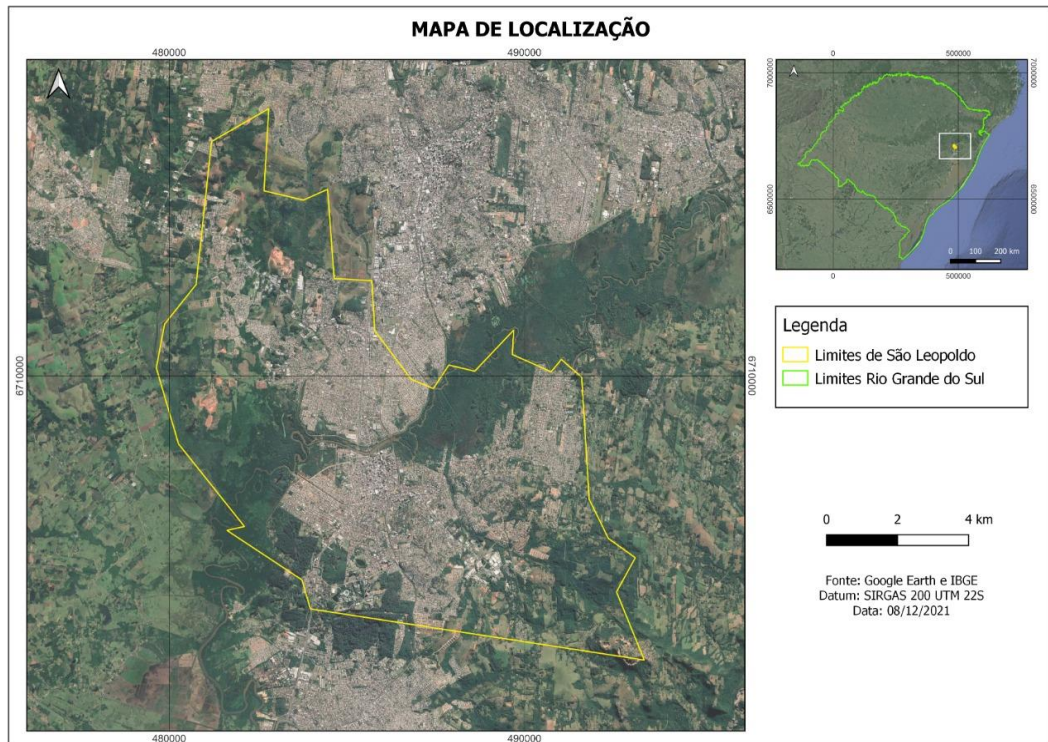 MAPA DE LOCALIZAÇÃO
480000
490000
6710000
6710000
480000
490000
0
500000
7000000
7000000
6500000
6500000
0 100 200 km
0
500000
Legenda
Limites de São Leopoldo
Limites Rio Grande do Sul
0 2 4 km
Fonte: Google Earth e IBGE
Datum: SIRGAS 200 UTM 22S
Data: 08/12/2021